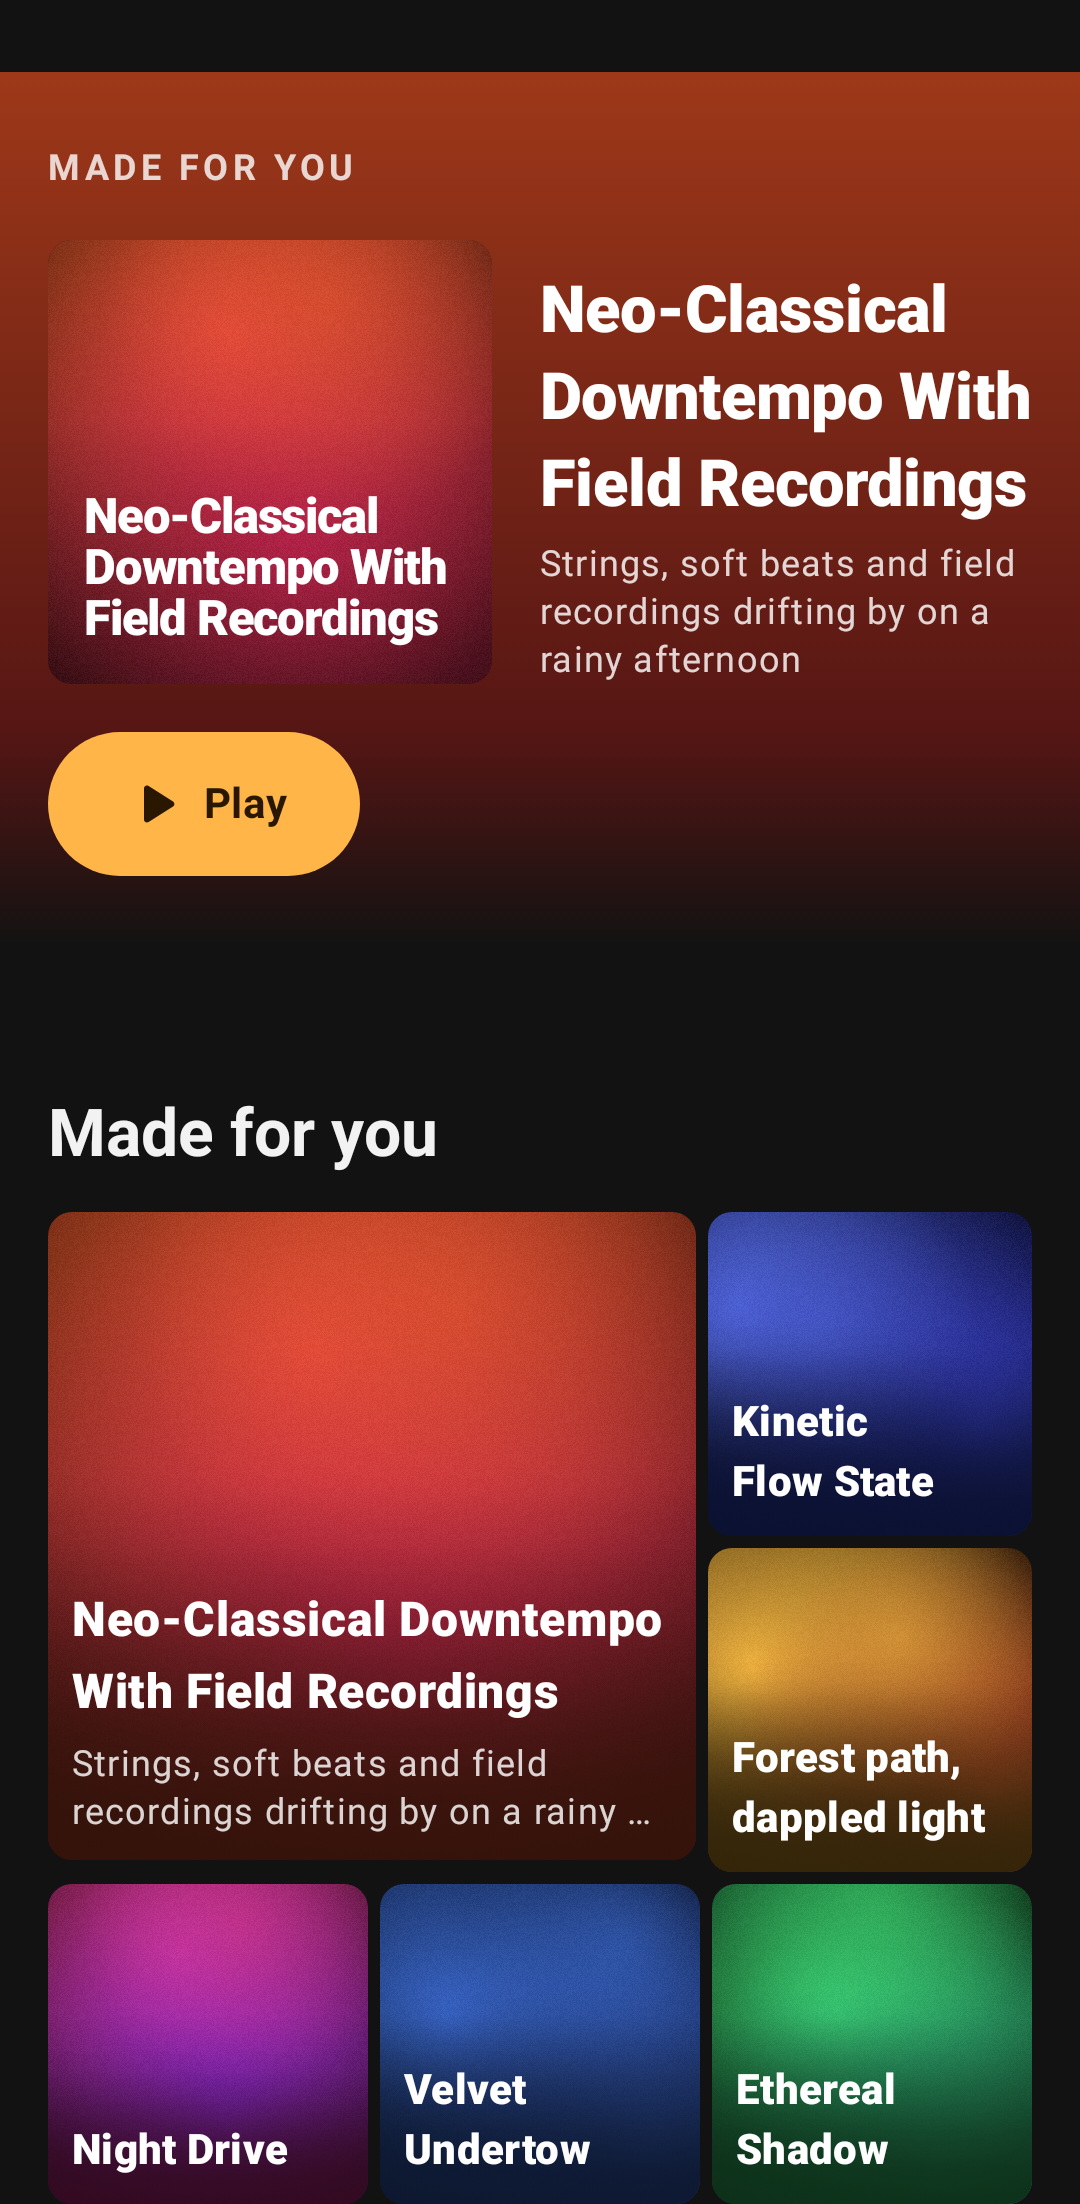 MADE FOR YOU
Neo-Classical
Downtempo With
Field Recordings
Neo-Classical
Downtempo With
Field Recordings
Strings, soft beats and field
recordings drifting by on a
rainy afternoon
Play
Made for you
Neo-Classical Downtempo
With Field Recordings
Strings, soft beats and field
recordings drifting by on a rainy …
Kinetic
Flow State
Forest path,
dappled light
Night Drive
Velvet
Undertow
Ethereal
Shadow